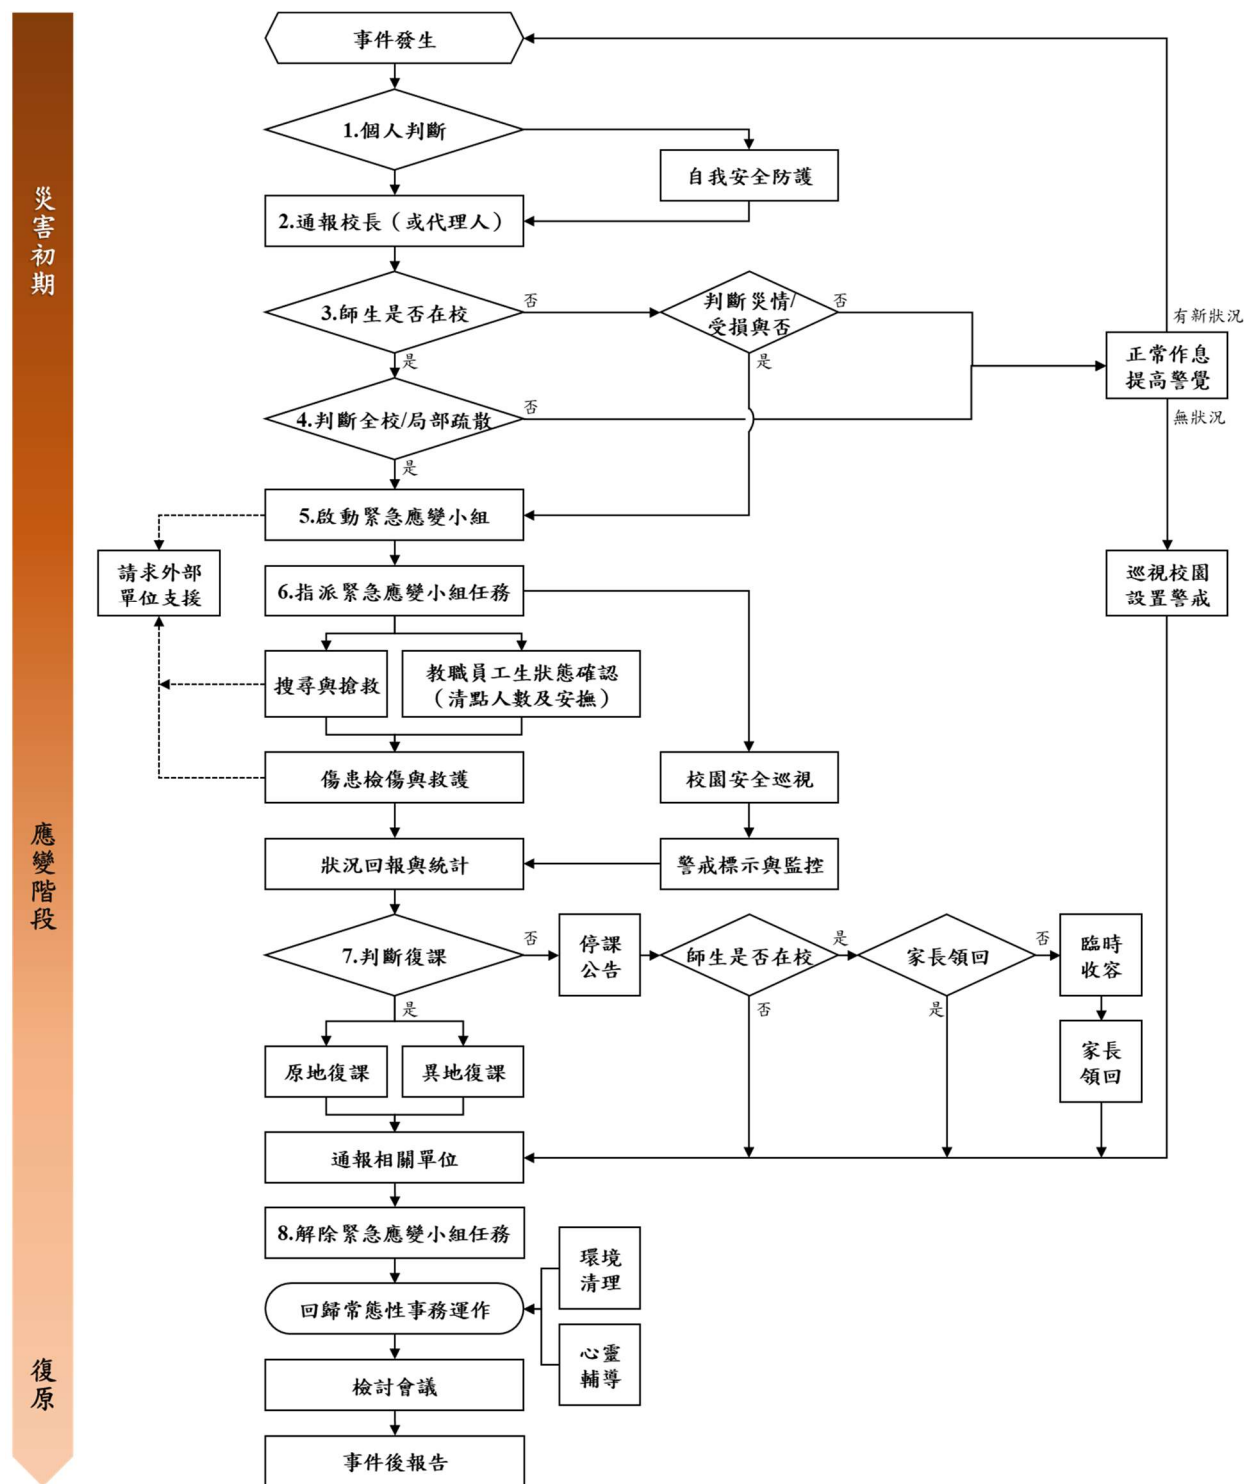 災害初期
應變階段
復原
事件發生
1.個人判斷
自我安全防護
2.通報校長（或代理人）
3.師生是否在校
否
判斷災情/
受損與否
否
有新狀況
正常作息
提高警覺
是
是
無狀況
4.判斷全校/局部疏散
否
是
5.啟動緊急應變小組
請求外部
單位支援
6.指派緊急應變小組任務
巡視校園
設置警戒
搜尋與搶救
教職員工生狀態確認
（清點人數及安撫）
傷患檢傷與救護
校園安全巡視
狀況回報與統計
警戒標示與監控
7.判斷復課
否
停課
公告
師生是否在校
是
家長領回
否
臨時
收容
是
否
是
原地復課
異地復課
家長
領回
通報相關單位
8.解除緊急應變小組任務
環境
清理
回歸常態性事務運作
心靈
輔導
檢討會議
事件後報告